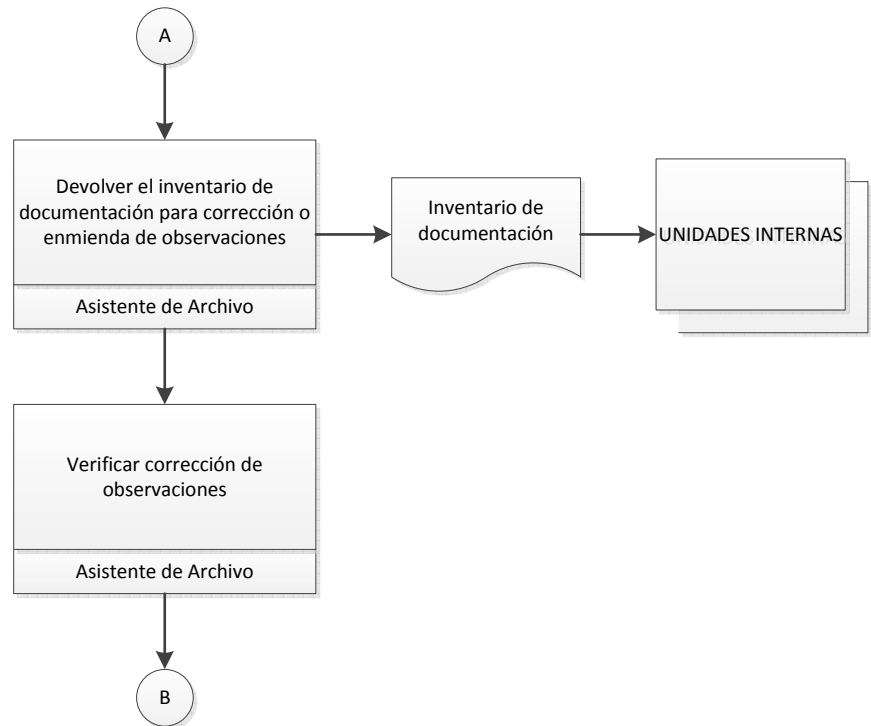 A
Devolver el inventario de
documentación para corrección o
enmienda de observaciones
Asistente de Archivo
Inventario de
documentación
UNIDADES INTERNAS
Verificar corrección de
observaciones
Asistente de Archivo
B